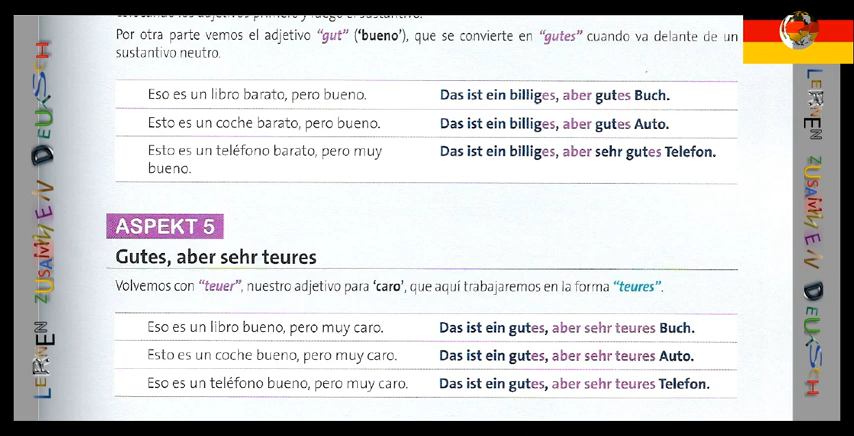 colocando los adjetivos primero y luego el sustantivo.
Por otra parte vemos el adjetivo “gut” (‘bueno’), que se convierte en “gutes” cuando va delante de un
sustantivo neutro.
Eso es un libro barato, pero bueno. Das ist ein billiges, aber gutes Buch.
Esto es un coche barato, pero bueno. Das ist ein billiges, aber gutes Auto.
Esto es un teléfono barato, pero muy Das ist ein billiges, aber sehr gutes Telefon.
bueno.
ASPEKT 5
Gutes, aber sehr teures
Volvemos con “teuer”, nuestro adjetivo para ‘caro’, que aquí trabajaremos en la forma “teures”.
Eso es un libro bueno, pero muy caro. Das ist ein gutes, aber sehr teures Buch.
Esto es un coche bueno, pero muy caro. Das ist ein gutes, aber sehr teures Auto.
Eso es un teléfono bueno, pero muy caro. Das ist ein gutes, aber sehr teures Telefon.
LERNEN ZUSAMMEN DEUTSCH
LERNEN ZUSAMMEN DEUTSCH